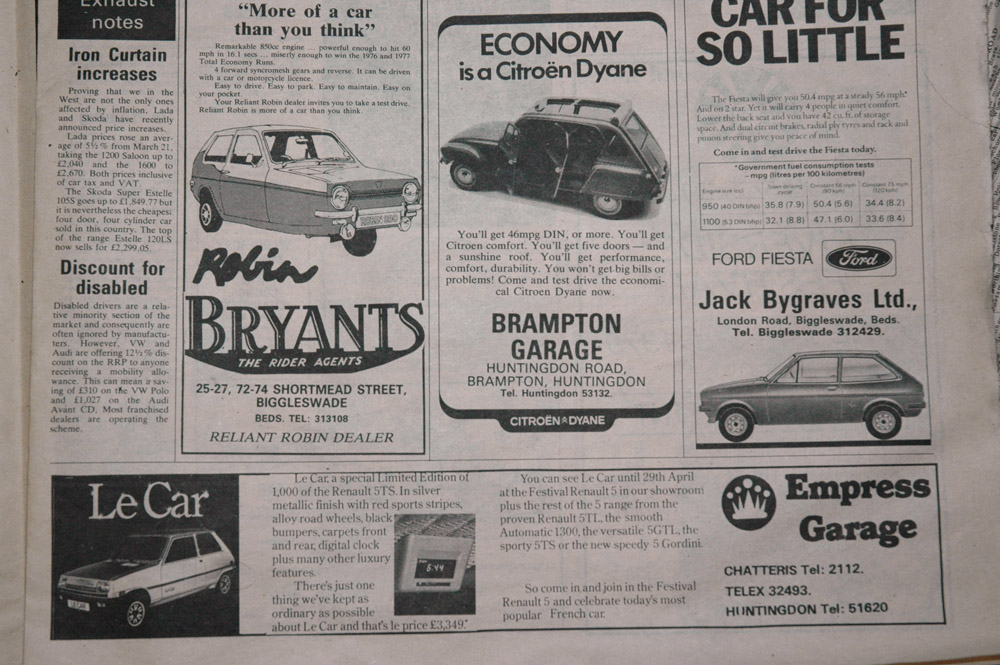 Exhaust
notes
Iron Curtain
increases
Proving that we in the
West are not the only ones
affected by inflation, Lada
and Skoda have recently
announced price increases.
Lada prices rose an aver-
age of 5½% from March 21,
taking the 1200 Saloon up to
£2,040 and the 1600 to
£2,670. Both prices inclusive
of car tax and VAT.
The Skoda Super Estelle
105S goes up to £1,849.77 but
it is nevertheless the cheapest
four door, four cylinder car
sold in this country. The top
of the range Estelle 120LS
now sells for £2,299.05.
Discount for
disabled
Disabled drivers are a rela-
tive minority section of the
market and consequently are
often ignored by manufactu-
rers. However, VW and
Audi are offering 12½% dis-
count on the RRP to anyone
receiving a mobility allo-
wance. This can mean a sav-
ing of £310 on the VW Polo
and £1,027 on the Audi
Avant CD. Most franchised
dealers are operating the
scheme.
“More of a car
than you think”
Remarkable 850cc engine ... powerful enough to hit 60
mph in 16.1 secs ... miserly enough to win the 1976 and 1977
Total Economy Runs.
4 forward syncromesh gears and reverse. It can be driven
with a car or motorcycle licence.
Easy to drive. Easy to park. Easy to maintain. Easy on
your pocket.
Your Reliant Robin dealer invites you to take a test drive.
Reliant Robin is more of a car than you think.
Robin
BRYANTS
THE RIDER AGENTS
25-27, 72-74 SHORTMEAD STREET,
BIGGLESWADE
BEDS. TEL: 313108
RELIANT ROBIN DEALER
ECONOMY
is a Citroën Dyane
You'll get 46mpg DIN, or more. You'll get
Citroen comfort. You'll get five doors — and
a sunshine roof. You'll get performance,
comfort, durability. You won't get big bills or
problems! Come and test drive the economi-
cal Citroen Dyane now.
BRAMPTON
GARAGE
HUNTINGDON ROAD,
BRAMPTON, HUNTINGDON
Tel. Huntingdon 53132.
CITROËN DYANE
CAR FOR
SO LITTLE
The Fiesta will give you 50.4 mpg at a steady 56 mph*
And on 2 star. Yet it will carry 4 people in quiet comfort.
Lower the back seat and you have 42 cu. ft. of storage
space. And dual circuit brakes, radial ply tyres and rack and
pinion steering give you peace of mind.
Come in and test drive the Fiesta today.
*Government fuel consumption tests
– mpg (litres per 100 kilometres)
Engine size (cc) Town driving cycle Constant 56 mph (90 kph) Constant 75 mph (120 kph)
950 (40 DIN bhp) 35.8 (7.9) 50.4 (5.6) 34.4 (8.2)
1100 (53 DIN bhp) 32.1 (8.8) 47.1 (6.0) 33.6 (8.4)
FORD FIESTA Ford
Jack Bygraves Ltd.,
London Road, Biggleswade, Beds.
Tel. Biggleswade 312429.
Le Car
LE CAR
Le Car, a special Limited Edition of
1,000 of the Renault 5TS. In silver
metallic finish with red sports stripes,
alloy road wheels, black
bumpers, carpets front
and rear, digital clock
plus many other luxury
features.
There's just one
thing we've kept as
ordinary as possible
about Le Car and that's le price £3,349.*
5:44
You can see Le Car until 29th April
at the Festival Renault 5 in our showroom
plus the rest of the 5 range from the
proven Renault 5TL, the smooth
Automatic 1300, the versatile 5GTL, the
sporty 5TS or the new speedy 5 Gordini.
So come in and join in the Festival
Renault 5 and celebrate today's most
popular French car.
Empress
Garage
CHATTERIS Tel: 2112.
TELEX 32493.
HUNTINGDON Tel: 51620